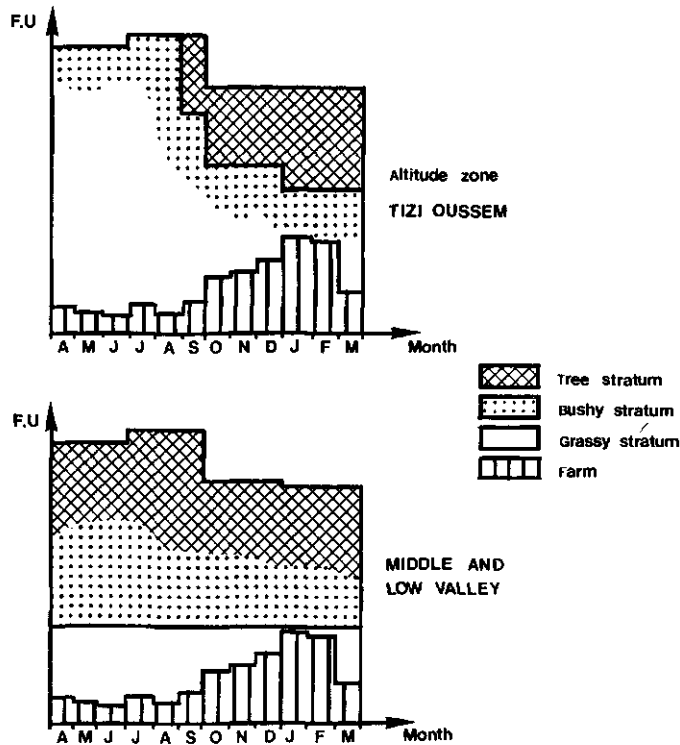 F.U
Altitude zone
TIZI OUSSEM
A M J J A S O N D J F M Month
Tree stratum
Bushy stratum
Grassy stratum
Farm
F.U
MIDDLE AND
LOW VALLEY
A M J J A S O N D J F M Month